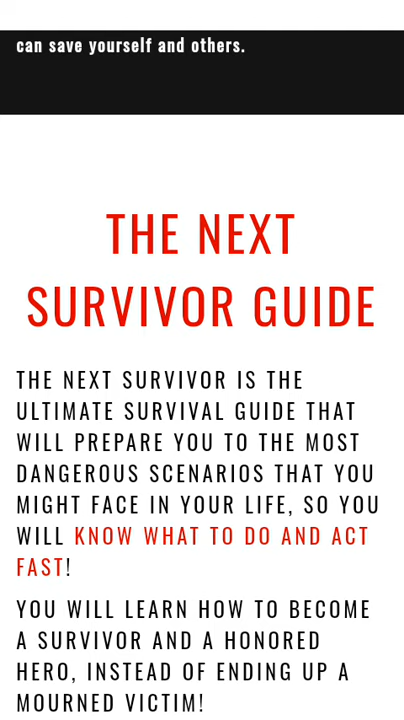 can save yourself and others.
THE NEXT
SURVIVOR GUIDE
THE NEXT SURVIVOR IS THE
ULTIMATE SURVIVAL GUIDE THAT
WILL PREPARE YOU TO THE MOST
DANGEROUS SCENARIOS THAT YOU
MIGHT FACE IN YOUR LIFE, SO YOU
WILL KNOW WHAT TO DO AND ACT
FAST!
YOU WILL LEARN HOW TO BECOME
A SURVIVOR AND A HONORED
HERO, INSTEAD OF ENDING UP A
MOURNED VICTIM!